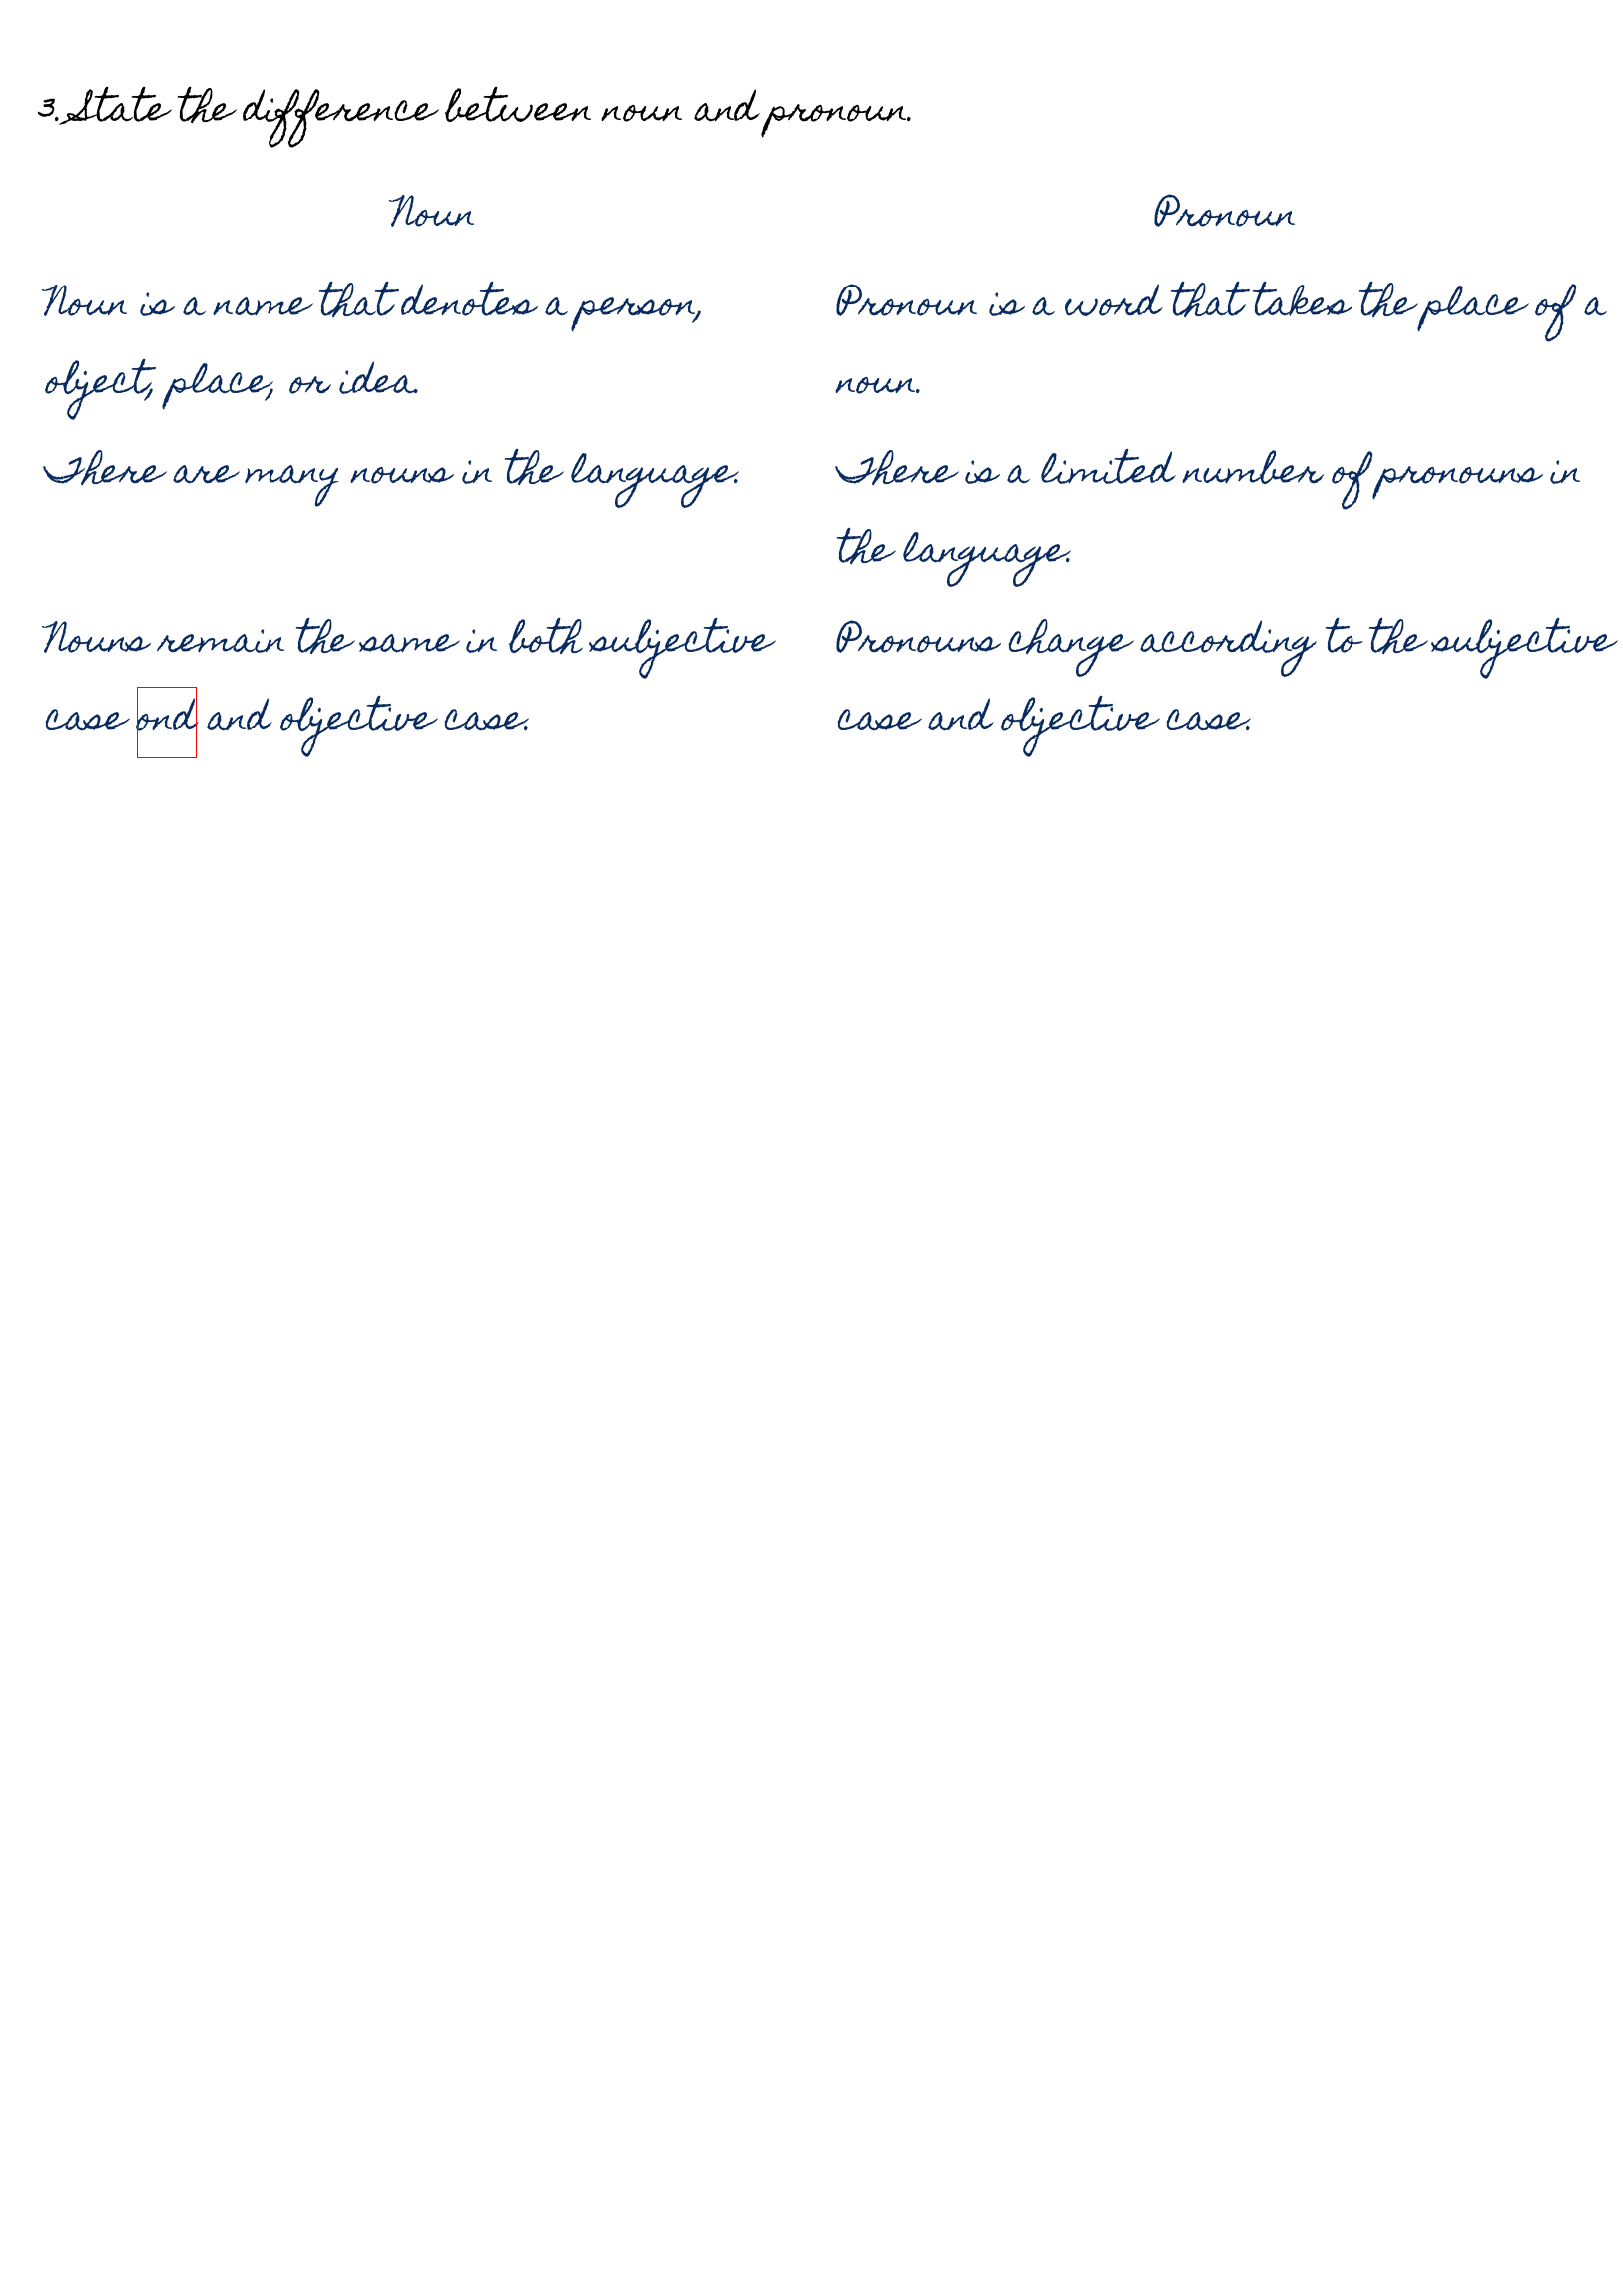 3. State the difference between noun and pronoun.
Noun Pronoun
Noun is a name that denotes a person,
object, place, or idea.
Pronoun is a word that takes the place of a
noun.
There are many nouns in the language.
There is a limited number of pronouns in
the language.
Nouns remain the same in both subjective
case ond and objective case.
Pronouns change according to the subjective
case and objective case.